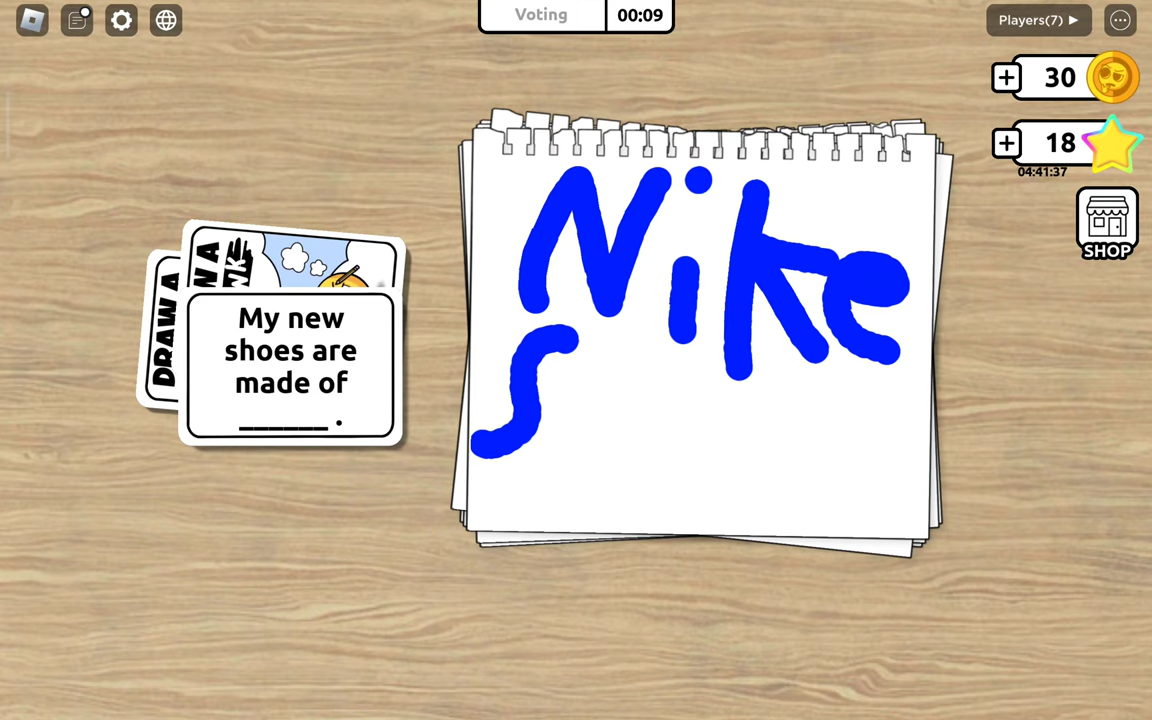 Voting 00:09
Players(7)
30
18
04:41:37
SHOP
DRAW A
W A
My new
shoes are
made of
______ .
Nike
S